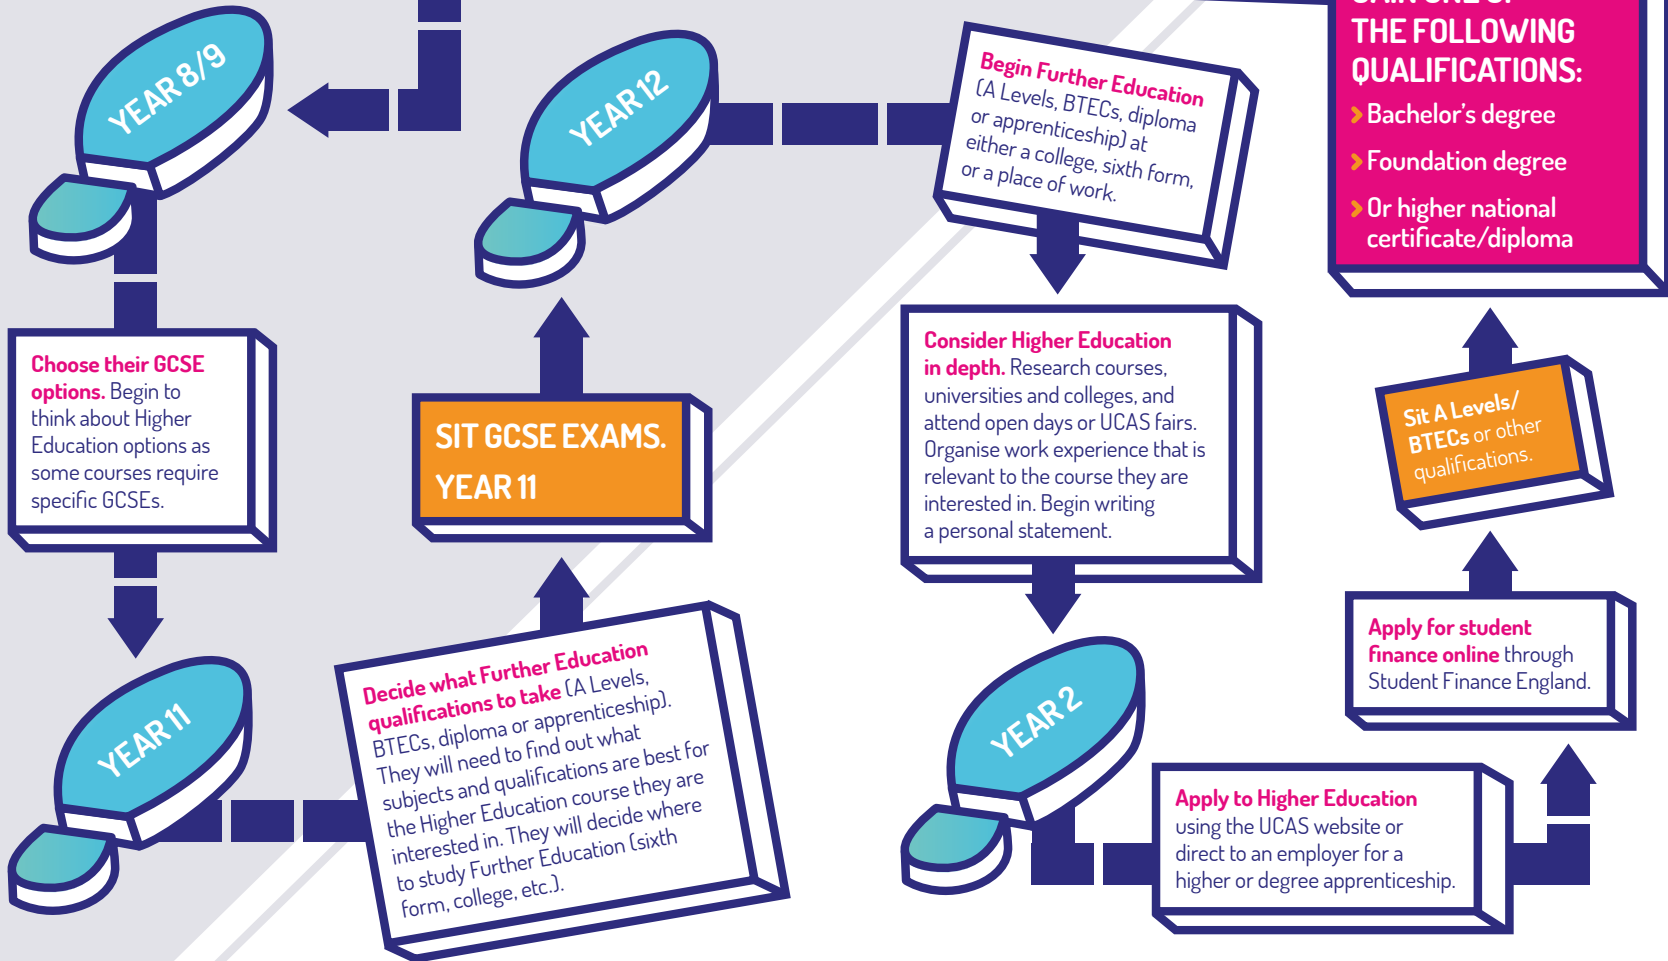 YEAR 8/9
Choose their GCSE
options. Begin to
think about Higher
Education options as
some courses require
specific GCSEs.
YEAR 11
Decide what Further Education
qualifications to take (A Levels,
BTECs, diploma or apprenticeship).
They will need to find out what
subjects and qualifications are best for
the Higher Education course they are
interested in. They will decide where
to study Further Education (sixth
form, college, etc.).
SIT GCSE EXAMS.
YEAR 11
YEAR 12
Begin Further Education
(A Levels, BTECs, diploma
or apprenticeship) at
either a college, sixth form,
or a place of work.
Consider Higher Education
in depth. Research courses,
universities and colleges, and
attend open days or UCAS fairs.
Organise work experience that is
relevant to the course they are
interested in. Begin writing
a personal statement.
YEAR 2
Apply to Higher Education
using the UCAS website or
direct to an employer for a
higher or degree apprenticeship.
Apply for student
finance online through
Student Finance England.
Sit A Levels/
BTECs or other
qualifications.
THE FOLLOWING
QUALIFICATIONS:
Bachelor's degree
Foundation degree
Or higher national
certificate/diploma